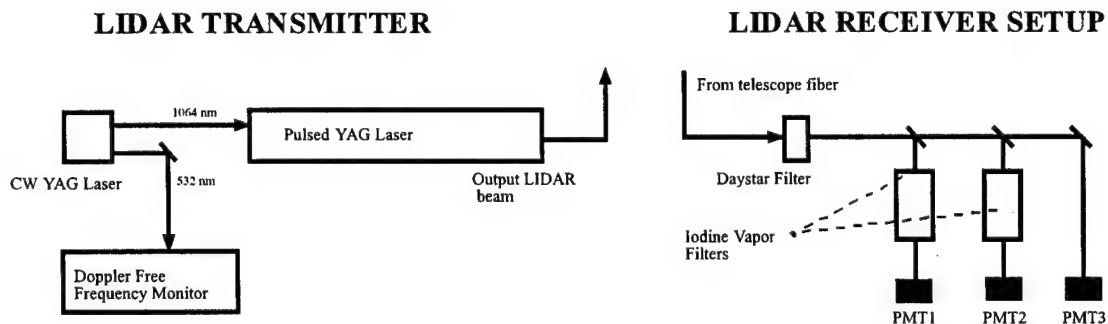 LIDAR TRANSMITTER
1064 nm
Pulsed YAG Laser
CW YAG Laser
532 nm
Output LIDAR
beam
Doppler Free
Frequency Monitor
LIDAR RECEIVER SETUP
From telescope fiber
Daystar Filter
Iodine Vapor
Filters
PMT1
PMT2
PMT3